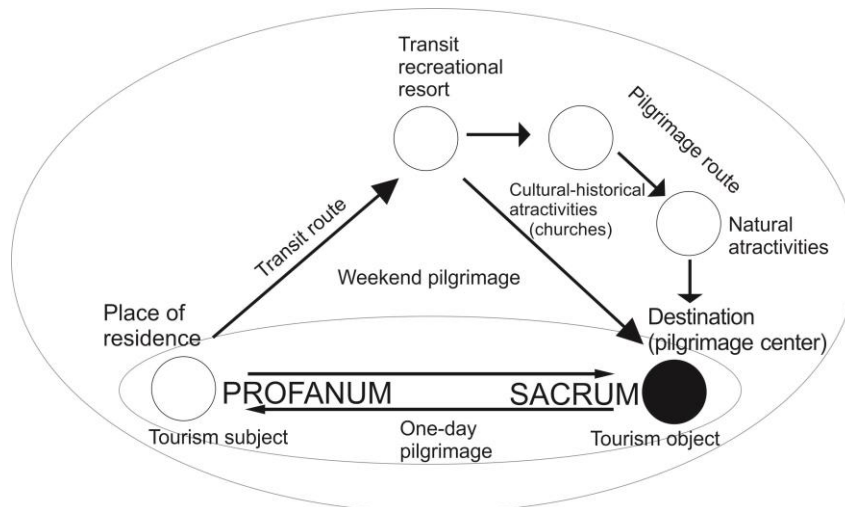 Transit
recreational
resort
Pilgrimage route
Cultural-historical
atractivities
(churches)
Natural
atractivities
Transit route
Weekend pilgrimage
Place of
residence
Destination
(pilgrimage center)
PROFANUM
SACRUM
Tourism subject
One-day
pilgrimage
Tourism object